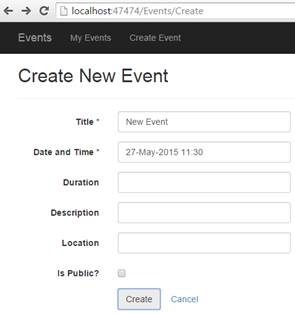 localhost:47474/Events/Create
Events My Events Create Event
Create New Event
Title * New Event
Date and Time * 27-May-2015 11:30
Duration
Description
Location
Is Public?
Create Cancel